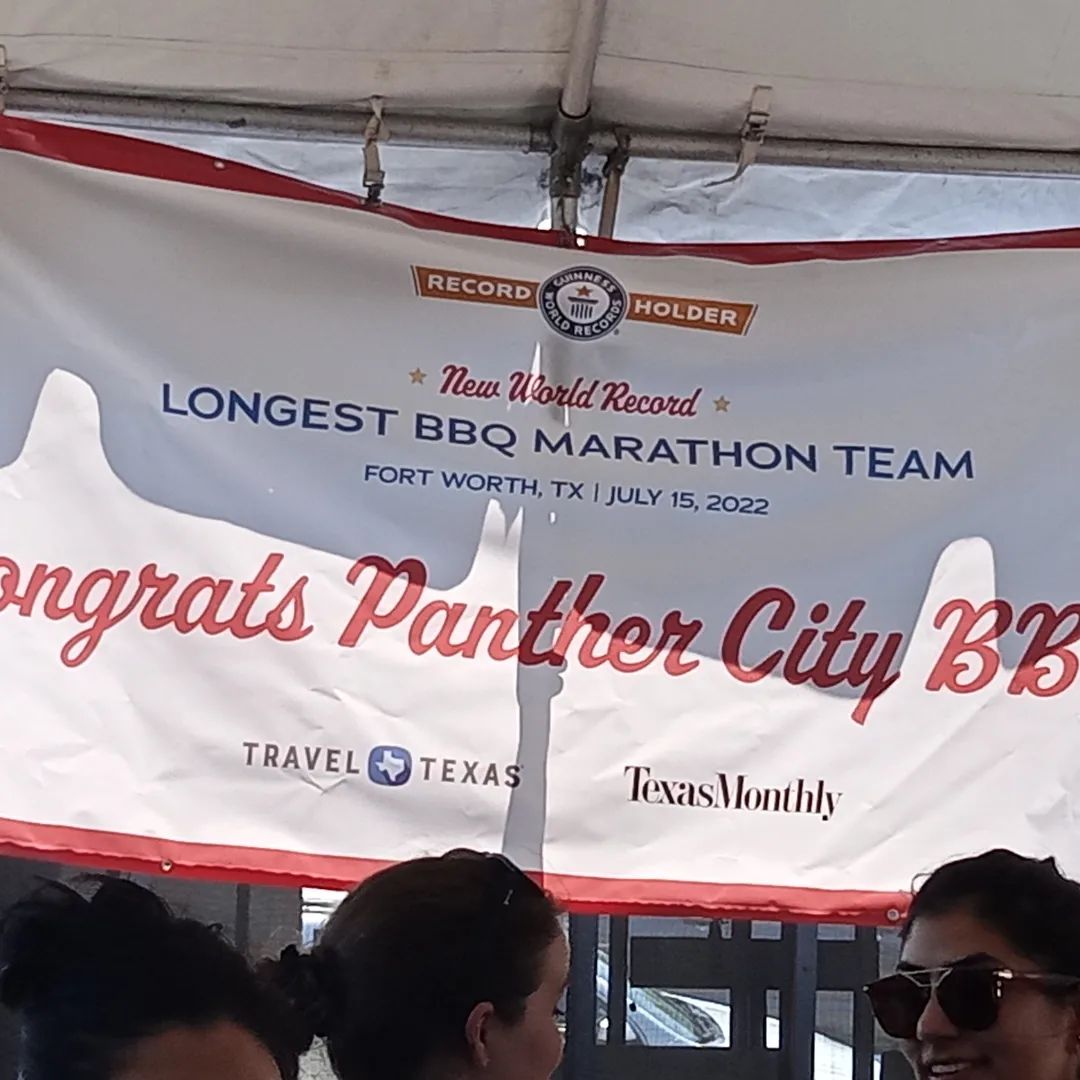 RECORD GUINNESS WORLD RECORDS HOLDER
New World Record
LONGEST BBQ MARATHON TEAM
FORT WORTH, TX | JULY 15, 2022
ongrats Panther City BB
TRAVEL TEXAS
TexasMonthly